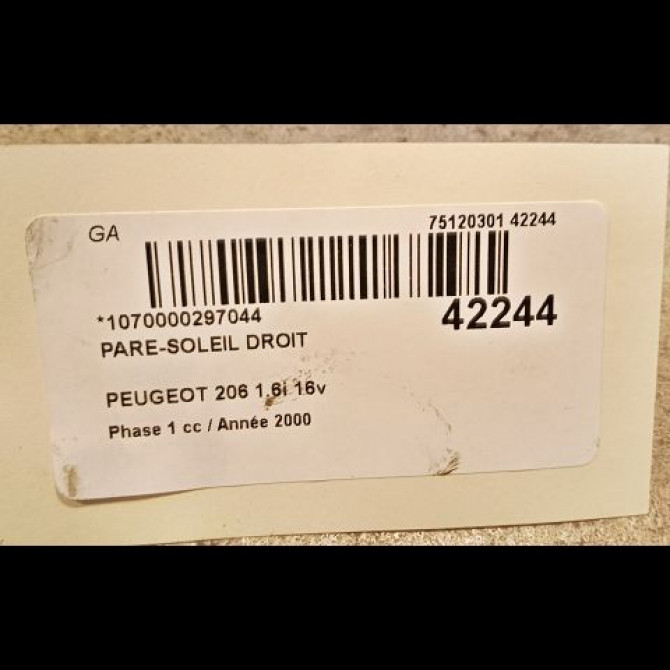 GA
75120301 42244
*1070000297044
42244
PARE-SOLEIL DROIT
PEUGEOT 206 1.6i 16v
Phase 1 cc / Année 2000